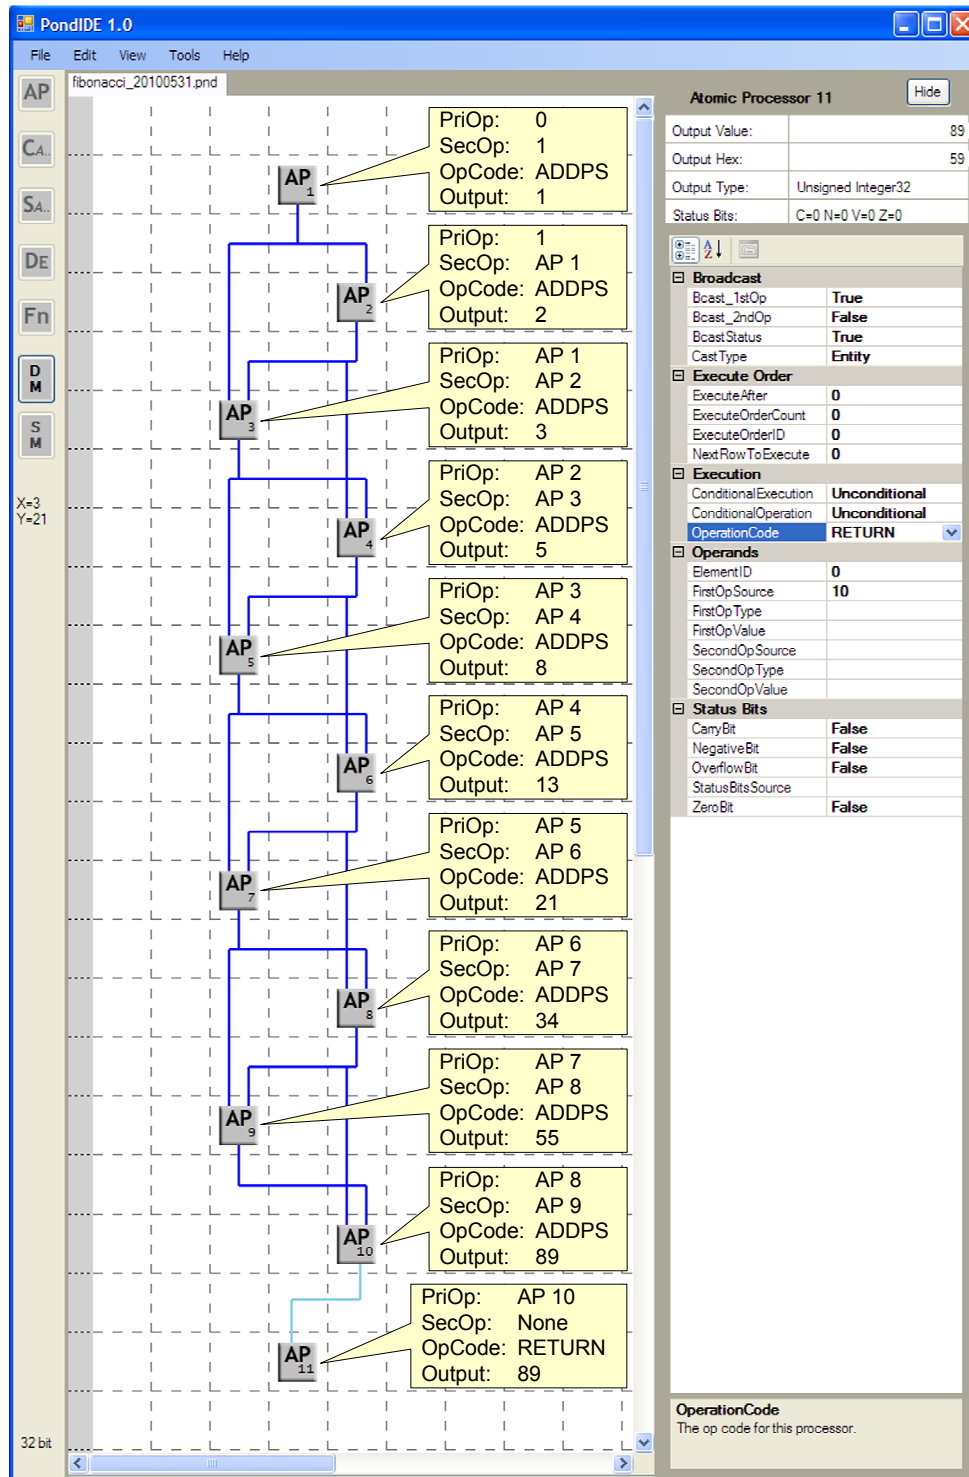 PondIDE 1.0
File Edit View Tools Help
fibonacci_20100531.pnd
AP
CA..
SA..
DE
Fn
D
M
S
M
X=3
Y=21
32 bit
AP
1
PriOp: 0
SecOp: 1
OpCode: ADDPS
Output: 1
AP
2
PriOp: 1
SecOp: AP 1
OpCode: ADDPS
Output: 2
AP
3
PriOp: AP 1
SecOp: AP 2
OpCode: ADDPS
Output: 3
AP
4
PriOp: AP 2
SecOp: AP 3
OpCode: ADDPS
Output: 5
AP
5
PriOp: AP 3
SecOp: AP 4
OpCode: ADDPS
Output: 8
AP
6
PriOp: AP 4
SecOp: AP 5
OpCode: ADDPS
Output: 13
AP
7
PriOp: AP 5
SecOp: AP 6
OpCode: ADDPS
Output: 21
AP
8
PriOp: AP 6
SecOp: AP 7
OpCode: ADDPS
Output: 34
AP
9
PriOp: AP 7
SecOp: AP 8
OpCode: ADDPS
Output: 55
AP
10
PriOp: AP 8
SecOp: AP 9
OpCode: ADDPS
Output: 89
AP
11
PriOp: AP 10
SecOp: None
OpCode: RETURN
Output: 89
Atomic Processor 11 Hide
Output Value: 89
Output Hex: 59
Output Type: Unsigned Integer32
Status Bits: C=0 N=0 V=0 Z=0
Broadcast
Bcast_1stOp True
Bcast_2ndOp False
BcastStatus True
CastType Entity
Execute Order
ExecuteAfter 0
ExecuteOrderCount 0
ExecuteOrderID 0
NextRowToExecute 0
Execution
ConditionalExecution Unconditional
ConditionalOperation Unconditional
OperationCode RETURN
Operands
ElementID 0
FirstOpSource 10
FirstOpType
FirstOpValue
SecondOpSource
SecondOpType
SecondOpValue
Status Bits
CarryBit False
NegativeBit False
OverflowBit False
StatusBitsSource
ZeroBit False
OperationCode
The op code for this processor.